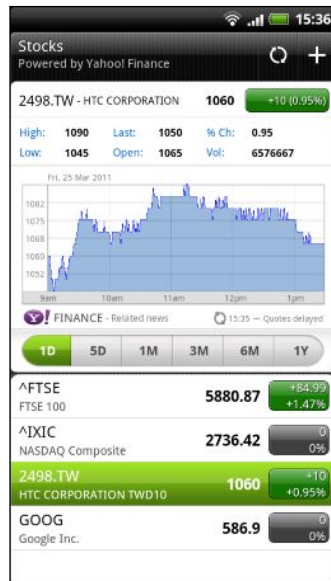 15:36
Stocks
Powered by Yahoo! Finance
2498.TW - HTC CORPORATION 1060 +10 (0.95%)
High: 1090 Last: 1050 % Ch: 0.95
Low: 1045 Open: 1065 Vol: 6576667
Fri, 25 Mar 2011
1082
1075
1068
1060
1052
9am 10am 11am 12pm 1pm
Y! FINANCE - Related news 15:35 — Quotes delayed
1D 5D 1M 3M 6M 1Y
^FTSE 5880.87 +84.99
FTSE 100 +1.47%
^IXIC 2736.42 0
NASDAQ Composite 0%
2498.TW 1060 +10
HTC CORPORATION TWD10 +0.95%
GOOG 586.9 0
Google Inc. 0%